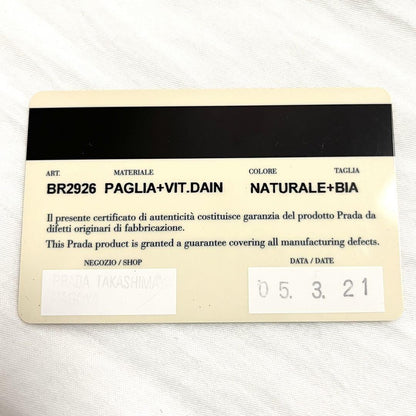 ART. MATERIALE COLORE TAGLIA
BR2926 PAGLIA+VIT.DAIN NATURALE+BIA
Il presente certificato di autenticità costituisce garanzia del prodotto Prada da
difetti originari di fabbricazione.
This Prada product is granted a guarantee covering all manufacturing defects.
NEGOZIO / SHOP DATA / DATE
PRADA TAKASHIMAYA 05. 3. 21